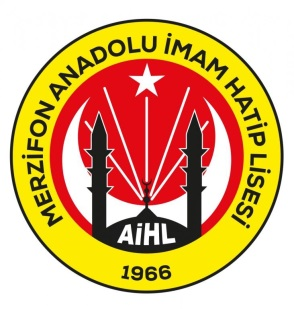 MERZİFON ANADOLU İMAM HATİP LİSESİ
AİHL
1966